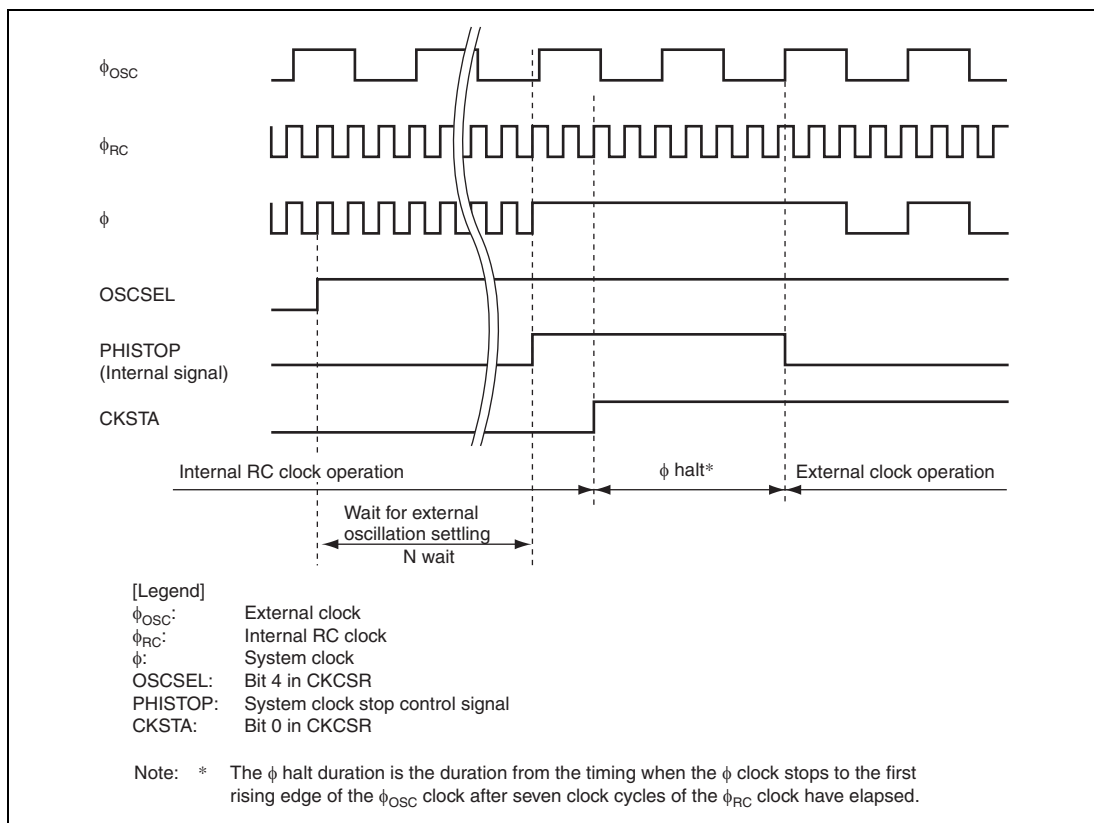 φOSC
φRC
φ
OSCSEL
PHISTOP
(Internal signal)
CKSTA
Internal RC clock operation
φ halt*
External clock operation
Wait for external
oscillation settling
N wait
[Legend]
φOSC: External clock
φRC: Internal RC clock
φ: System clock
OSCSEL: Bit 4 in CKCSR
PHISTOP: System clock stop control signal
CKSTA: Bit 0 in CKCSR
Note: * The φ halt duration is the duration from the timing when the φ clock stops to the first
rising edge of the φOSC clock after seven clock cycles of the φRC clock have elapsed.